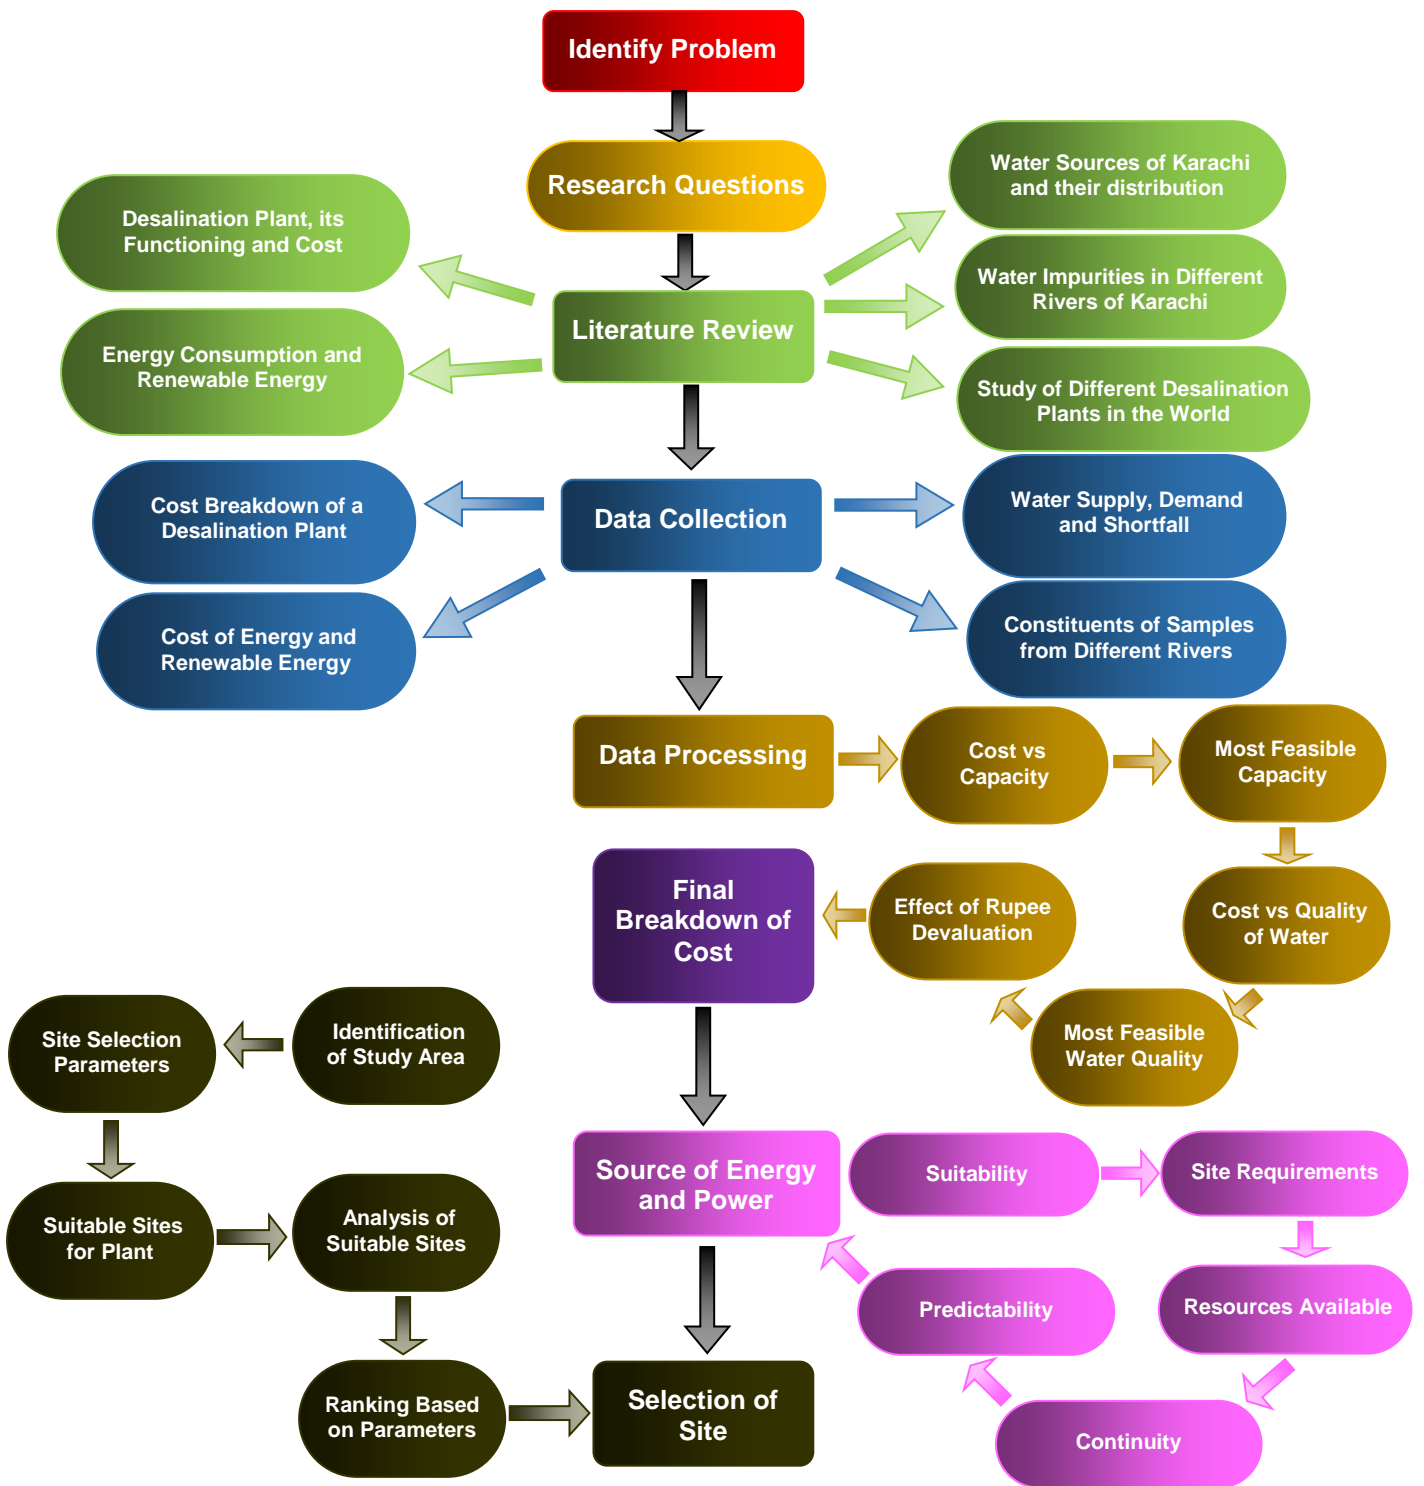 Identify Problem
Research Questions
Water Sources of Karachi
and their distribution
Desalination Plant, its
Functioning and Cost
Water Impurities in Different
Rivers of Karachi
Literature Review
Energy Consumption and
Renewable Energy
Study of Different Desalination
Plants in the World
Cost Breakdown of a
Desalination Plant
Data Collection
Water Supply, Demand
and Shortfall
Cost of Energy and
Renewable Energy
Constituents of Samples
from Different Rivers
Data Processing
Cost vs
Capacity
Most Feasible
Capacity
Final
Breakdown of
Cost
Effect of Rupee
Devaluation
Cost vs Quality
of Water
Most Feasible
Water Quality
Site Selection
Parameters
Identification
of Study Area
Source of Energy
and Power
Suitability
Site Requirements
Suitable Sites
for Plant
Analysis of
Suitable Sites
Predictability
Resources Available
Ranking Based
on Parameters
Selection of
Site
Continuity